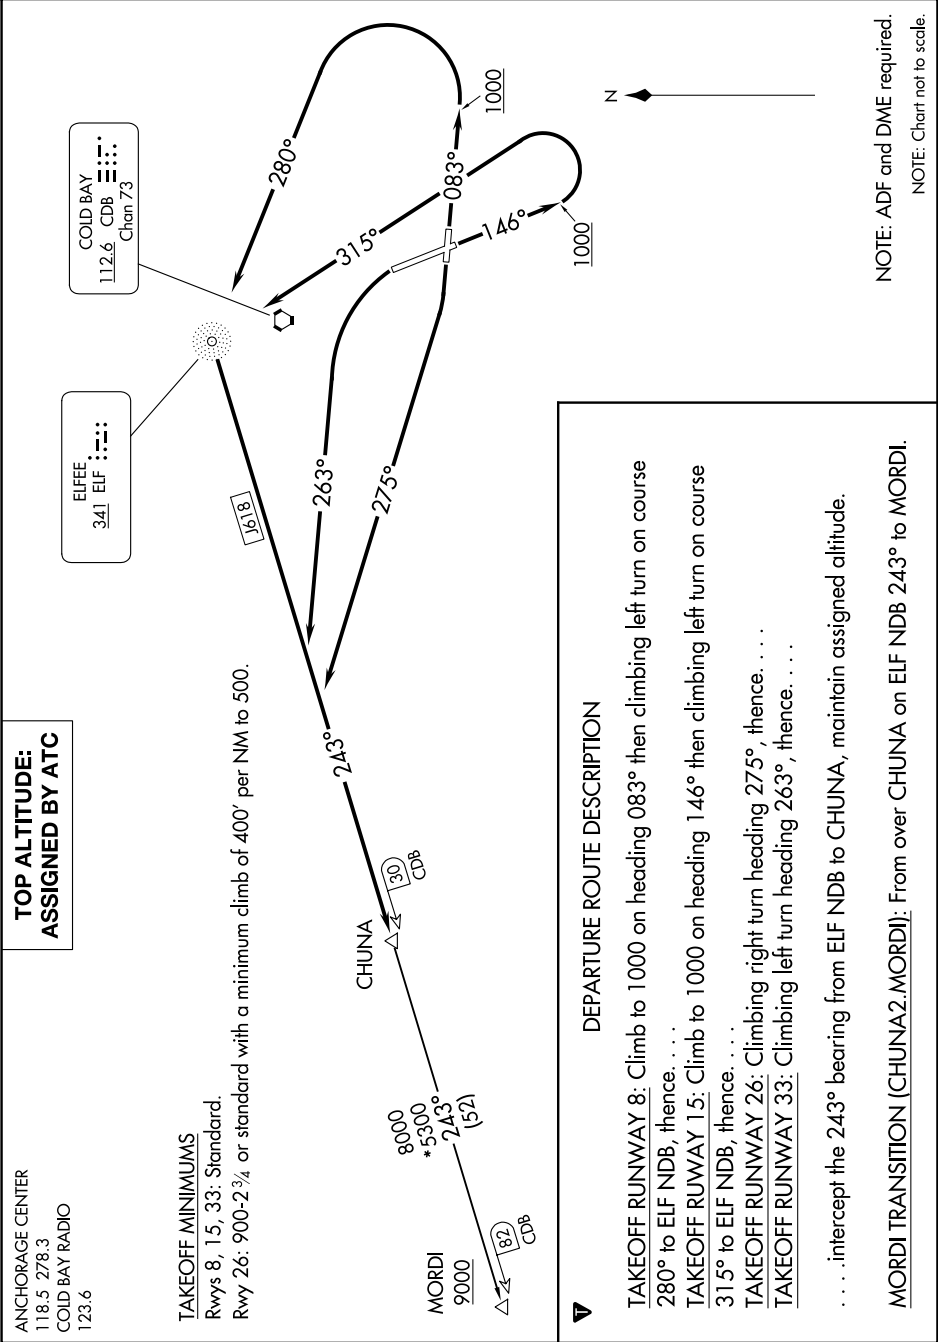 ANCHORAGE CENTER
118.5 278.3
COLD BAY RADIO
123.6
TOP ALTITUDE:
ASSIGNED BY ATC
TAKEOFF MINIMUMS
Rwys 8, 15, 33: Standard.
Rwy 26: 900-2 3/4 or standard with a minimum climb of 400' per NM to 500.
ELFEE
341 ELF
COLD BAY
112.6 CDB
Chan 73
J618
280°
315°
083°
1000
146°
1000
263°
275°
243°
CHUNA
30
CDB
8000
*5300
243°
(52)
MORDI
9000
82
CDB
N
NOTE: ADF and DME required.
NOTE: Chart not to scale.
T
DEPARTURE ROUTE DESCRIPTION
TAKEOFF RUNWAY 8: Climb to 1000 on heading 083° then climbing left turn on course
280° to ELF NDB, thence. . . .
TAKEOFF RUWAY 15: Climb to 1000 on heading 146° then climbing left turn on course
315° to ELF NDB, thence. . . .
TAKEOFF RUNWAY 26: Climbing right turn heading 275°, thence. . . .
TAKEOFF RUNWAY 33: Climbing left turn heading 263°, thence. . . .
. . . .intercept the 243° bearing from ELF NDB to CHUNA, maintain assigned altitude.
MORDI TRANSITION (CHUNA2.MORDI): From over CHUNA on ELF NDB 243° to MORDI.